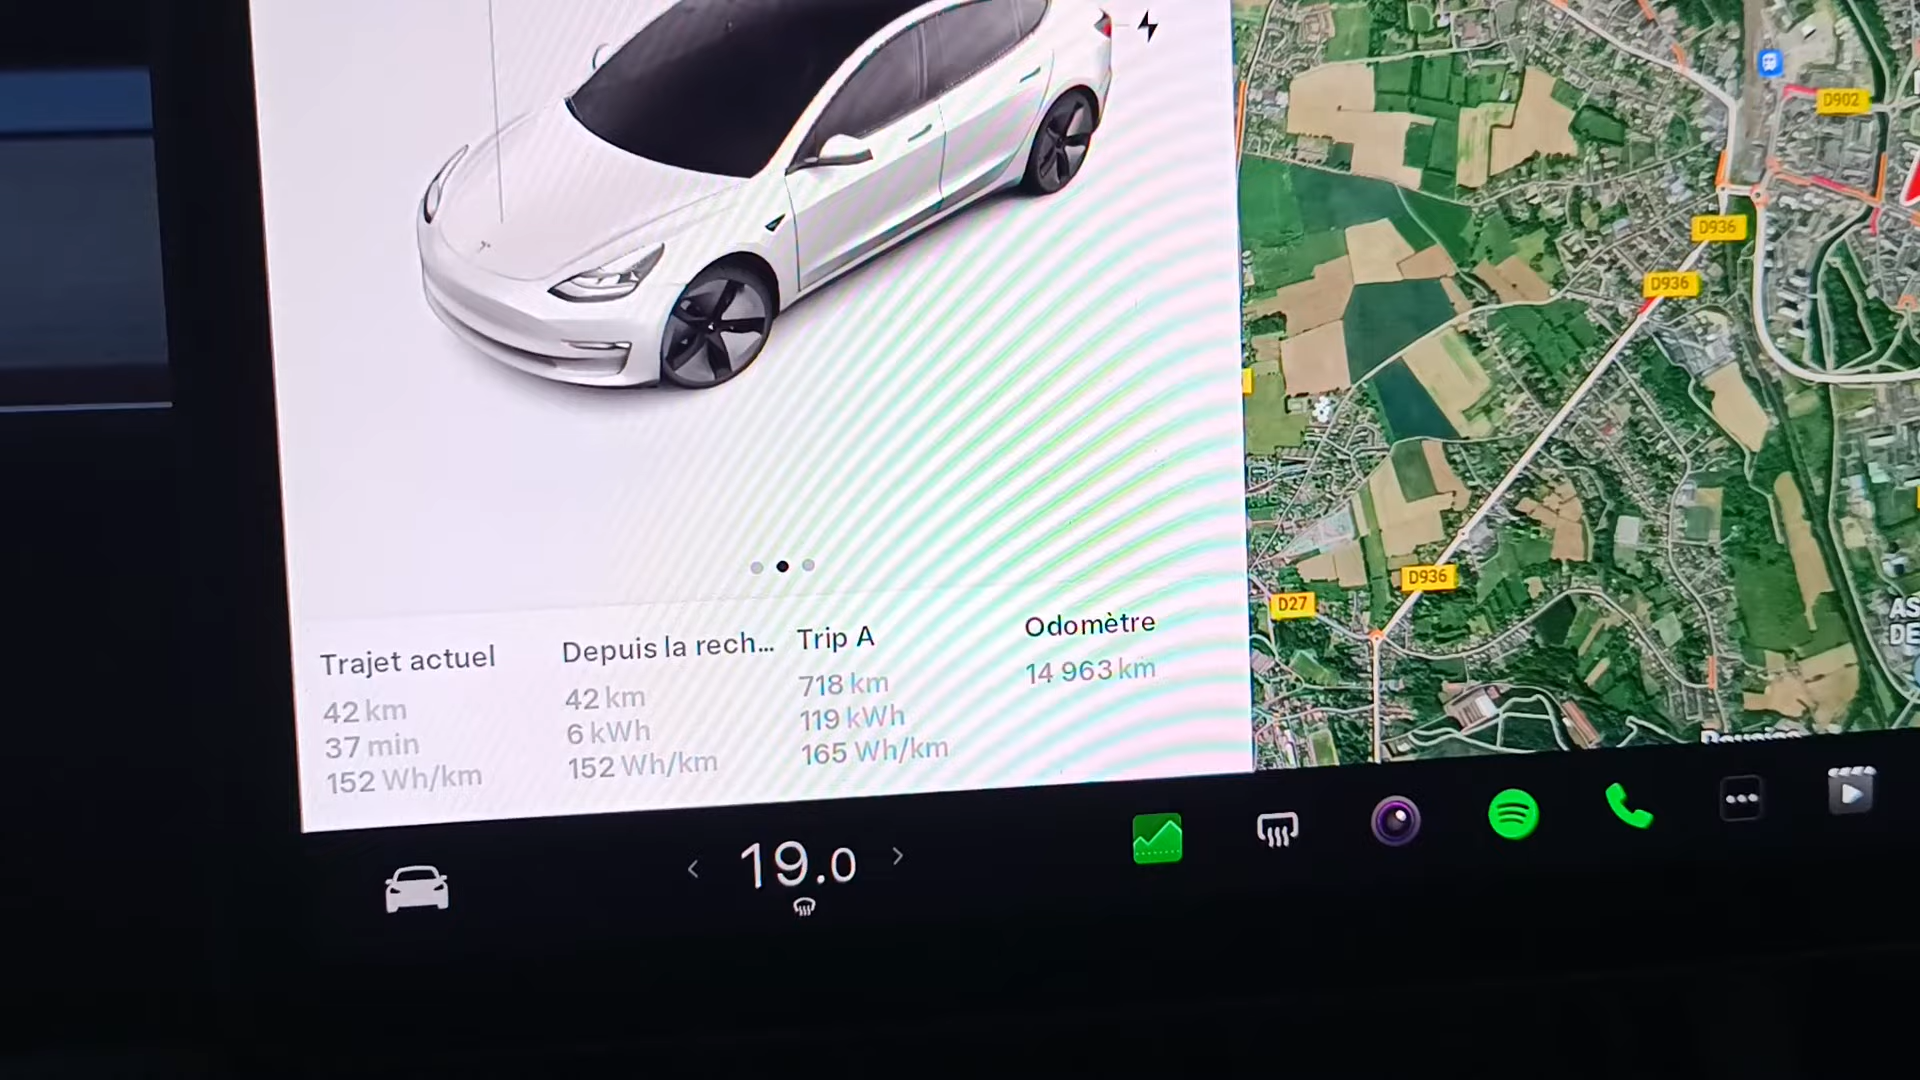 Trajet actuel
42 km
37 min
152 Wh/km
Depuis la rech...
42 km
6 kWh
152 Wh/km
Trip A
718 km
119 kWh
165 Wh/km
Odomètre
14 963 km
D902
D936
D936
D936
D27
AS
DE
19.0